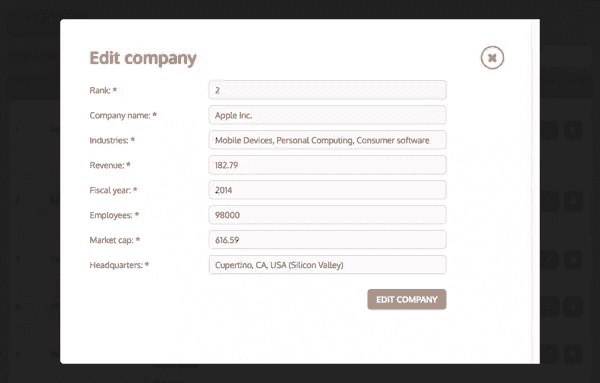 Edit company
Rank: * 2
Company name: * Apple Inc.
Industries: * Mobile Devices, Personal Computing, Consumer software
Revenue: * 182.79
Fiscal year: * 2014
Employees: * 98000
Market cap: * 616.59
Headquarters: * Cupertino, CA, USA (Silicon Valley)
EDIT COMPANY